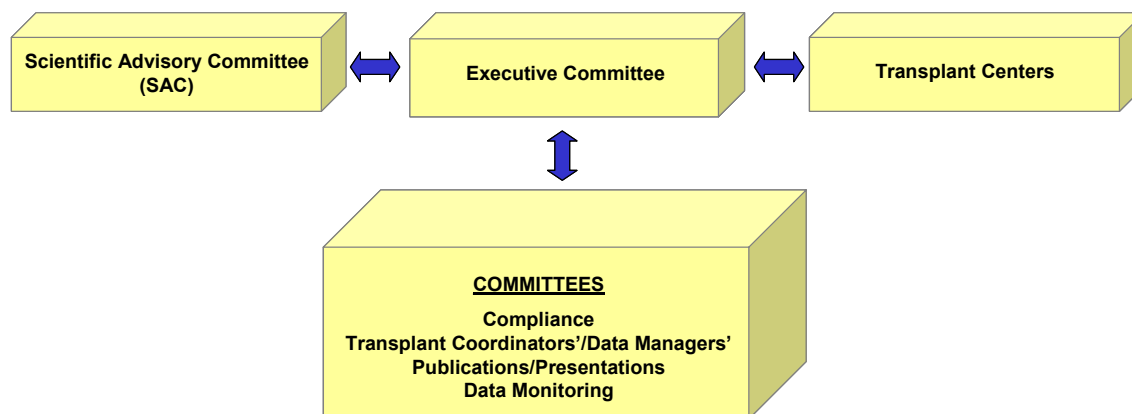 Scientific Advisory Committee
(SAC)
Executive Committee
Transplant Centers
COMMITTEES
Compliance
Transplant Coordinators’/Data Managers’
Publications/Presentations
Data Monitoring